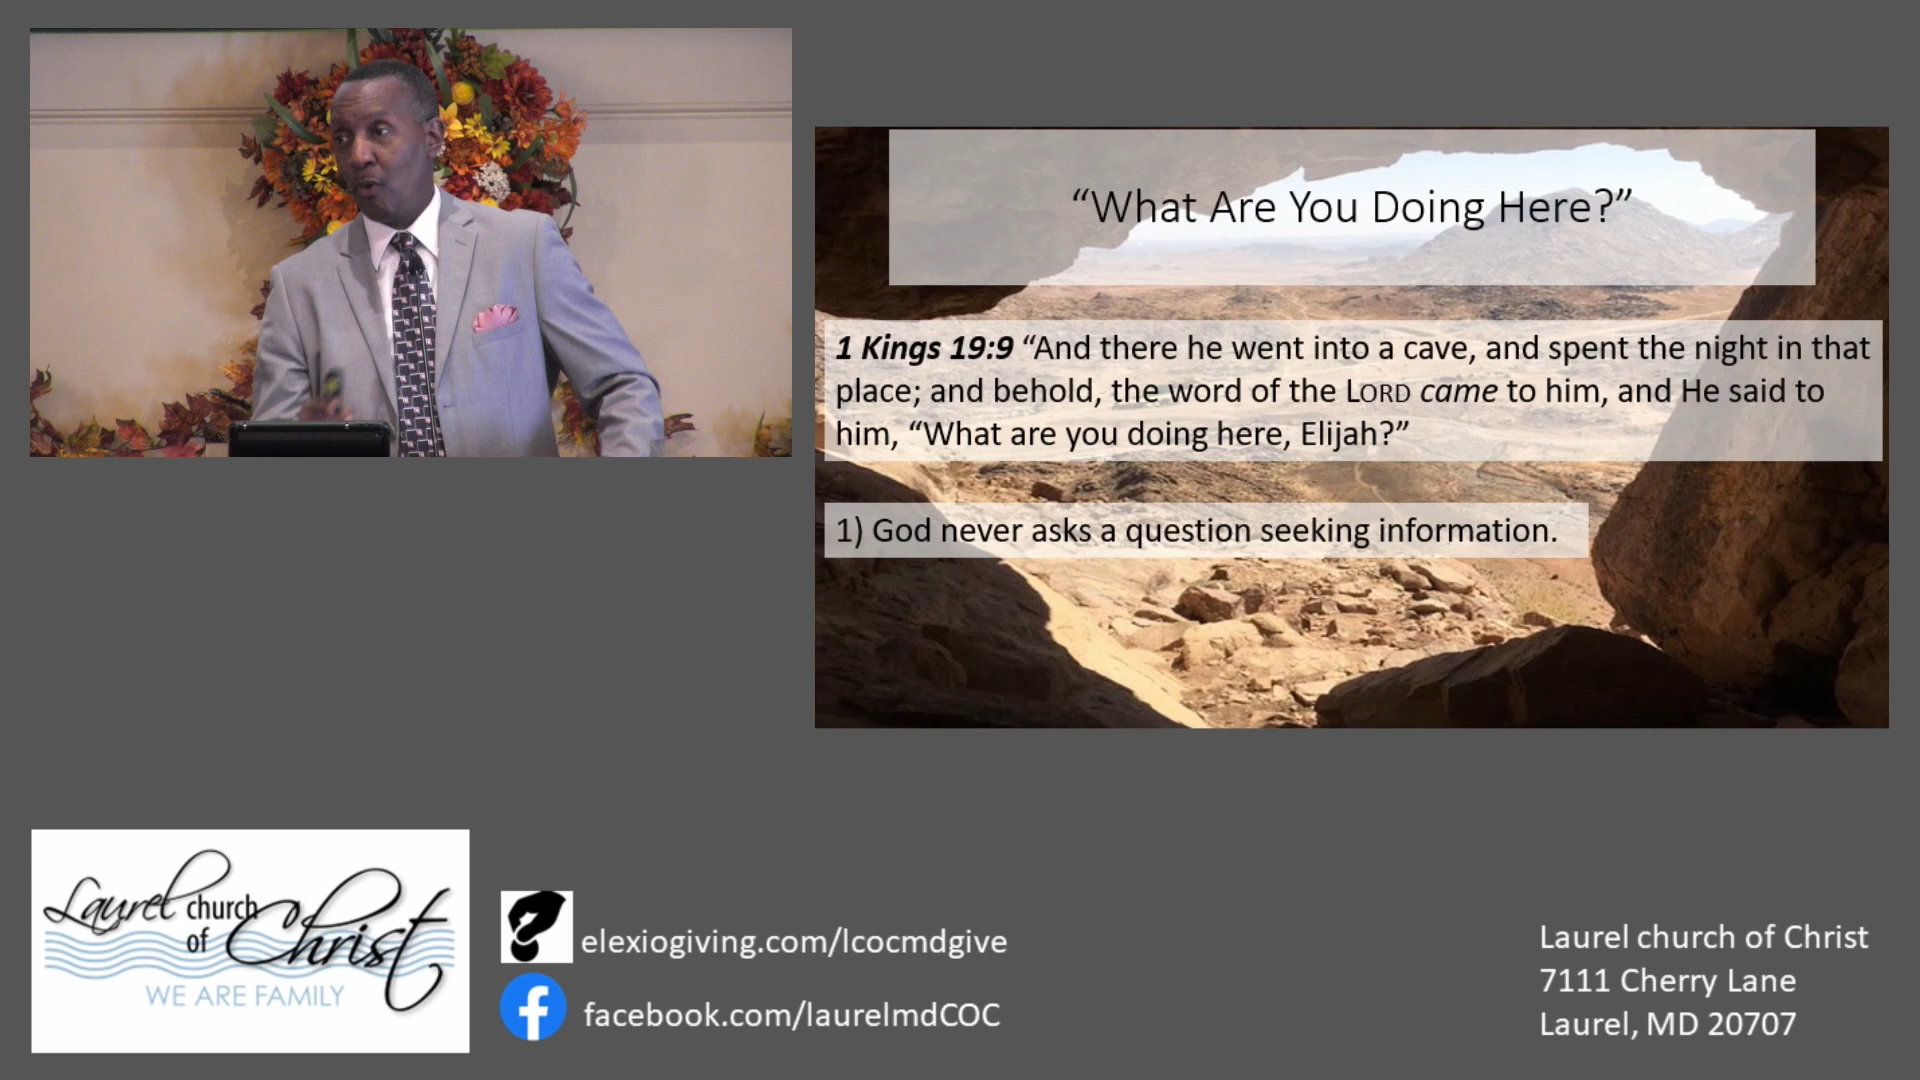 “What Are You Doing Here?”
1 Kings 19:9 “And there he went into a cave, and spent the night in that
place; and behold, the word of the LORD came to him, and He said to
him, “What are you doing here, Elijah?”
1) God never asks a question seeking information.
Laurel church
of Christ
WE ARE FAMILY
elexiogiving.com/lcocmdgive
facebook.com/laurelmdCOC
Laurel church of Christ
7111 Cherry Lane
Laurel, MD 20707